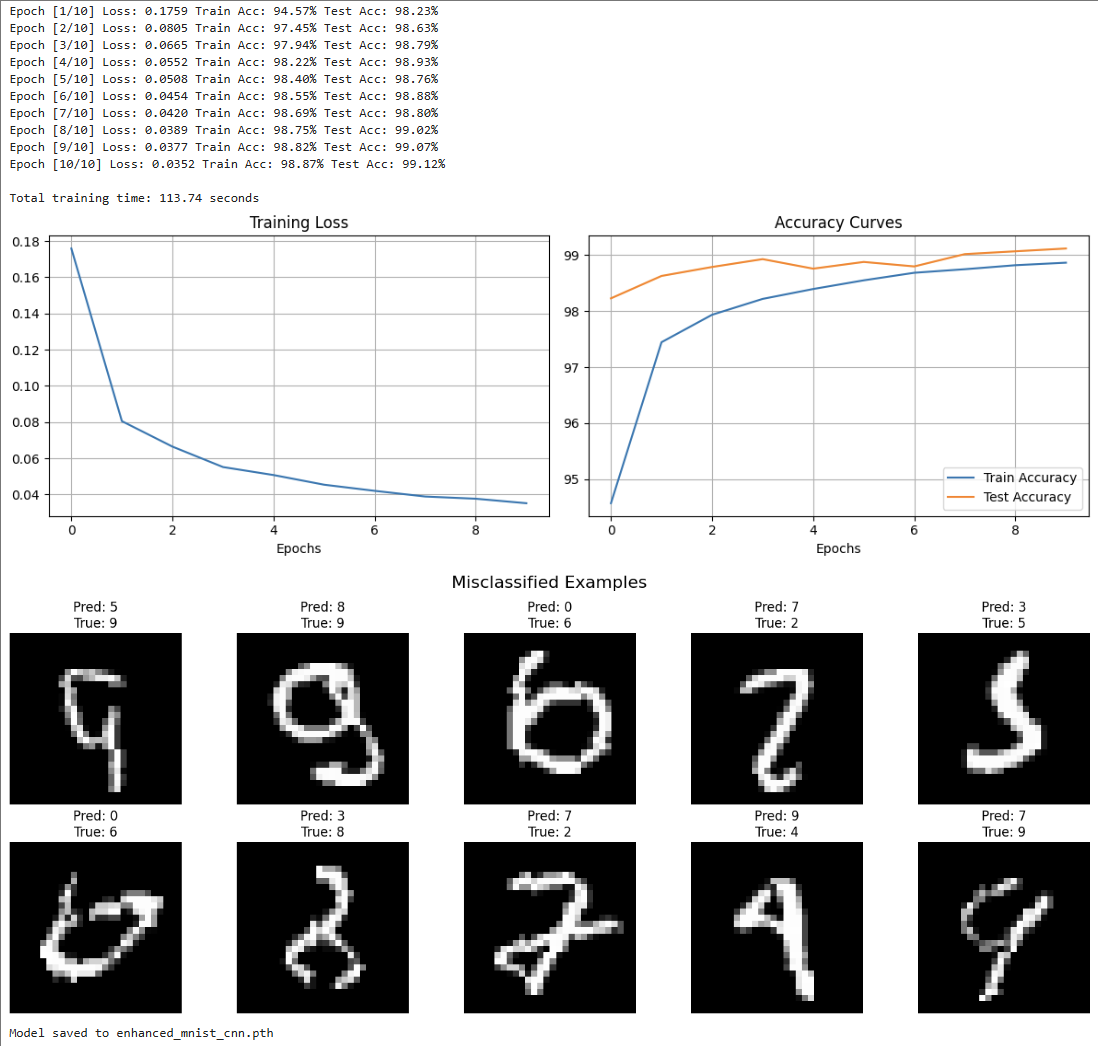 Epoch [1/10] Loss: 0.1759 Train Acc: 94.57% Test Acc: 98.23%
Epoch [2/10] Loss: 0.0805 Train Acc: 97.45% Test Acc: 98.63%
Epoch [3/10] Loss: 0.0665 Train Acc: 97.94% Test Acc: 98.79%
Epoch [4/10] Loss: 0.0552 Train Acc: 98.22% Test Acc: 98.93%
Epoch [5/10] Loss: 0.0508 Train Acc: 98.40% Test Acc: 98.76%
Epoch [6/10] Loss: 0.0454 Train Acc: 98.55% Test Acc: 98.88%
Epoch [7/10] Loss: 0.0420 Train Acc: 98.69% Test Acc: 98.80%
Epoch [8/10] Loss: 0.0389 Train Acc: 98.75% Test Acc: 99.02%
Epoch [9/10] Loss: 0.0377 Train Acc: 98.82% Test Acc: 99.07%
Epoch [10/10] Loss: 0.0352 Train Acc: 98.87% Test Acc: 99.12%
Total training time: 113.74 seconds
Training Loss
0.18
0.16
0.14
0.12
0.10
0.08
0.06
0.04
0 2 4 6 8
Epochs
Accuracy Curves
99
98
97
96
95
Train Accuracy
Test Accuracy
0 2 4 6 8
Epochs
Misclassified Examples
Pred: 5 Pred: 8 Pred: 0 Pred: 7 Pred: 3
True: 9 True: 9 True: 6 True: 2 True: 5
9 9 6 2 5
Pred: 0 Pred: 3 Pred: 7 Pred: 9 Pred: 7
True: 6 True: 8 True: 2 True: 4 True: 9
6 8 2 4 9
Model saved to enhanced_mnist_cnn.pth